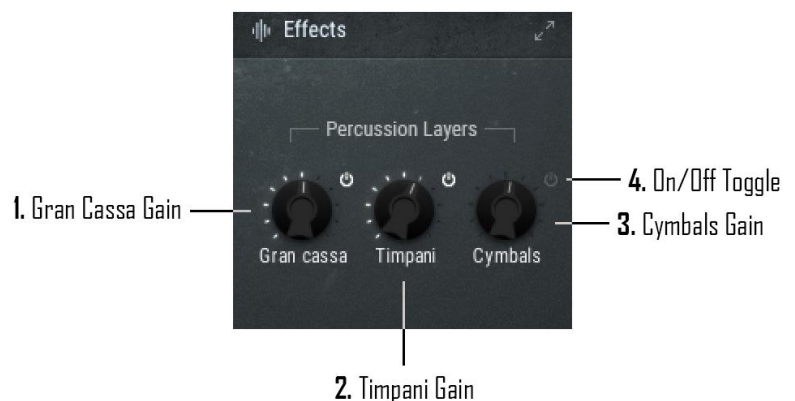 Effects
Percussion Layers
4. On/Off Toggle
1. Gran Cassa Gain
3. Cymbals Gain
Gran cassa Timpani Cymbals
2. Timpani Gain